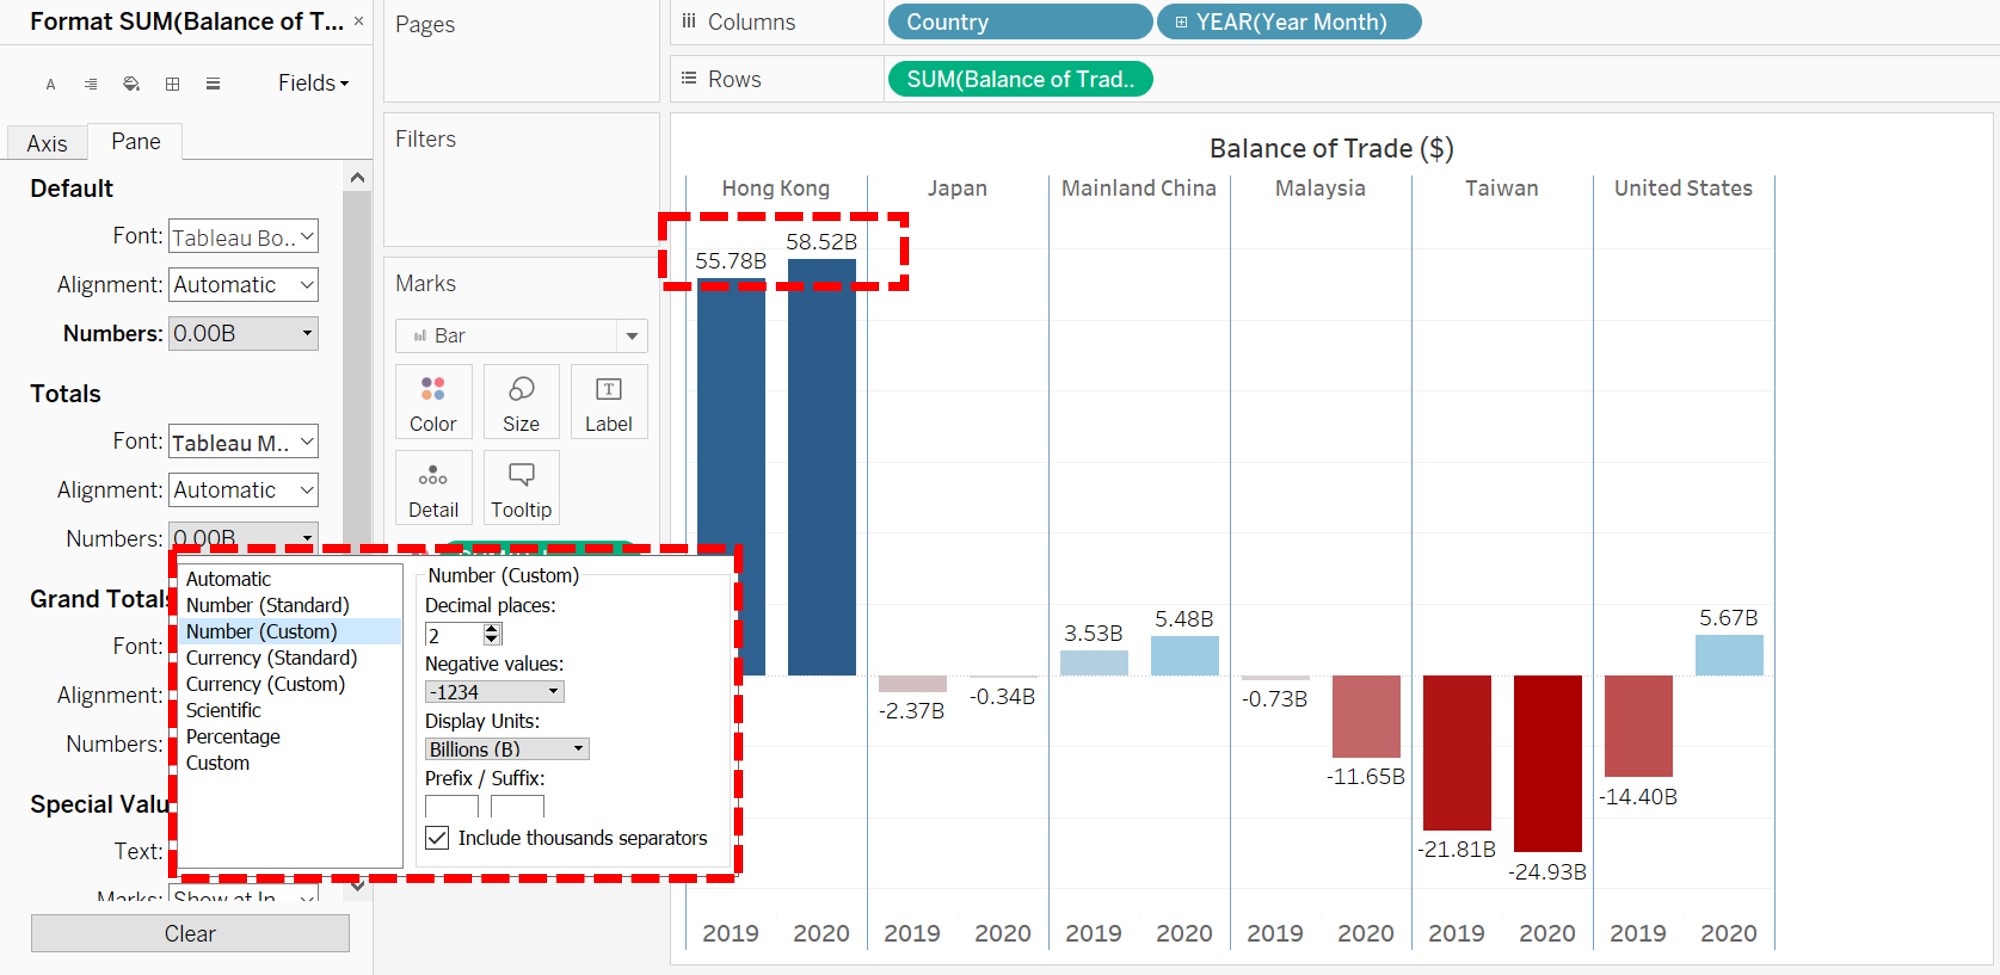 Format SUM(Balance of T... ×
A Fields
Axis Pane
Default
Font: Tableau Bo..
Alignment: Automatic
Numbers: 0.00B
Totals
Font: Tableau M..
Alignment: Automatic
Numbers: 0.00B
Grand Totals
Font:
Alignment:
Numbers:
Special Valu
Text:
Marks: Show at In
Clear
Automatic
Number (Standard)
Number (Custom)
Currency (Standard)
Currency (Custom)
Scientific
Percentage
Custom
Number (Custom)
Decimal places:
2
Negative values:
-1234
Display Units:
Billions (B)
Prefix / Suffix:
Include thousands separators
Pages
Filters
Marks
Bar
Color Size T Label
Detail Tooltip
iii Columns Country YEAR(Year Month)
Rows SUM(Balance of Trad..
Balance of Trade ($)
Hong Kong Japan Mainland China Malaysia Taiwan United States
55.78B 58.52B
-2.37B -0.34B
3.53B 5.48B
-0.73B -11.65B
-21.81B -24.93B
-14.40B 5.67B
2019 2020 2019 2020 2019 2020 2019 2020 2019 2020 2019 2020